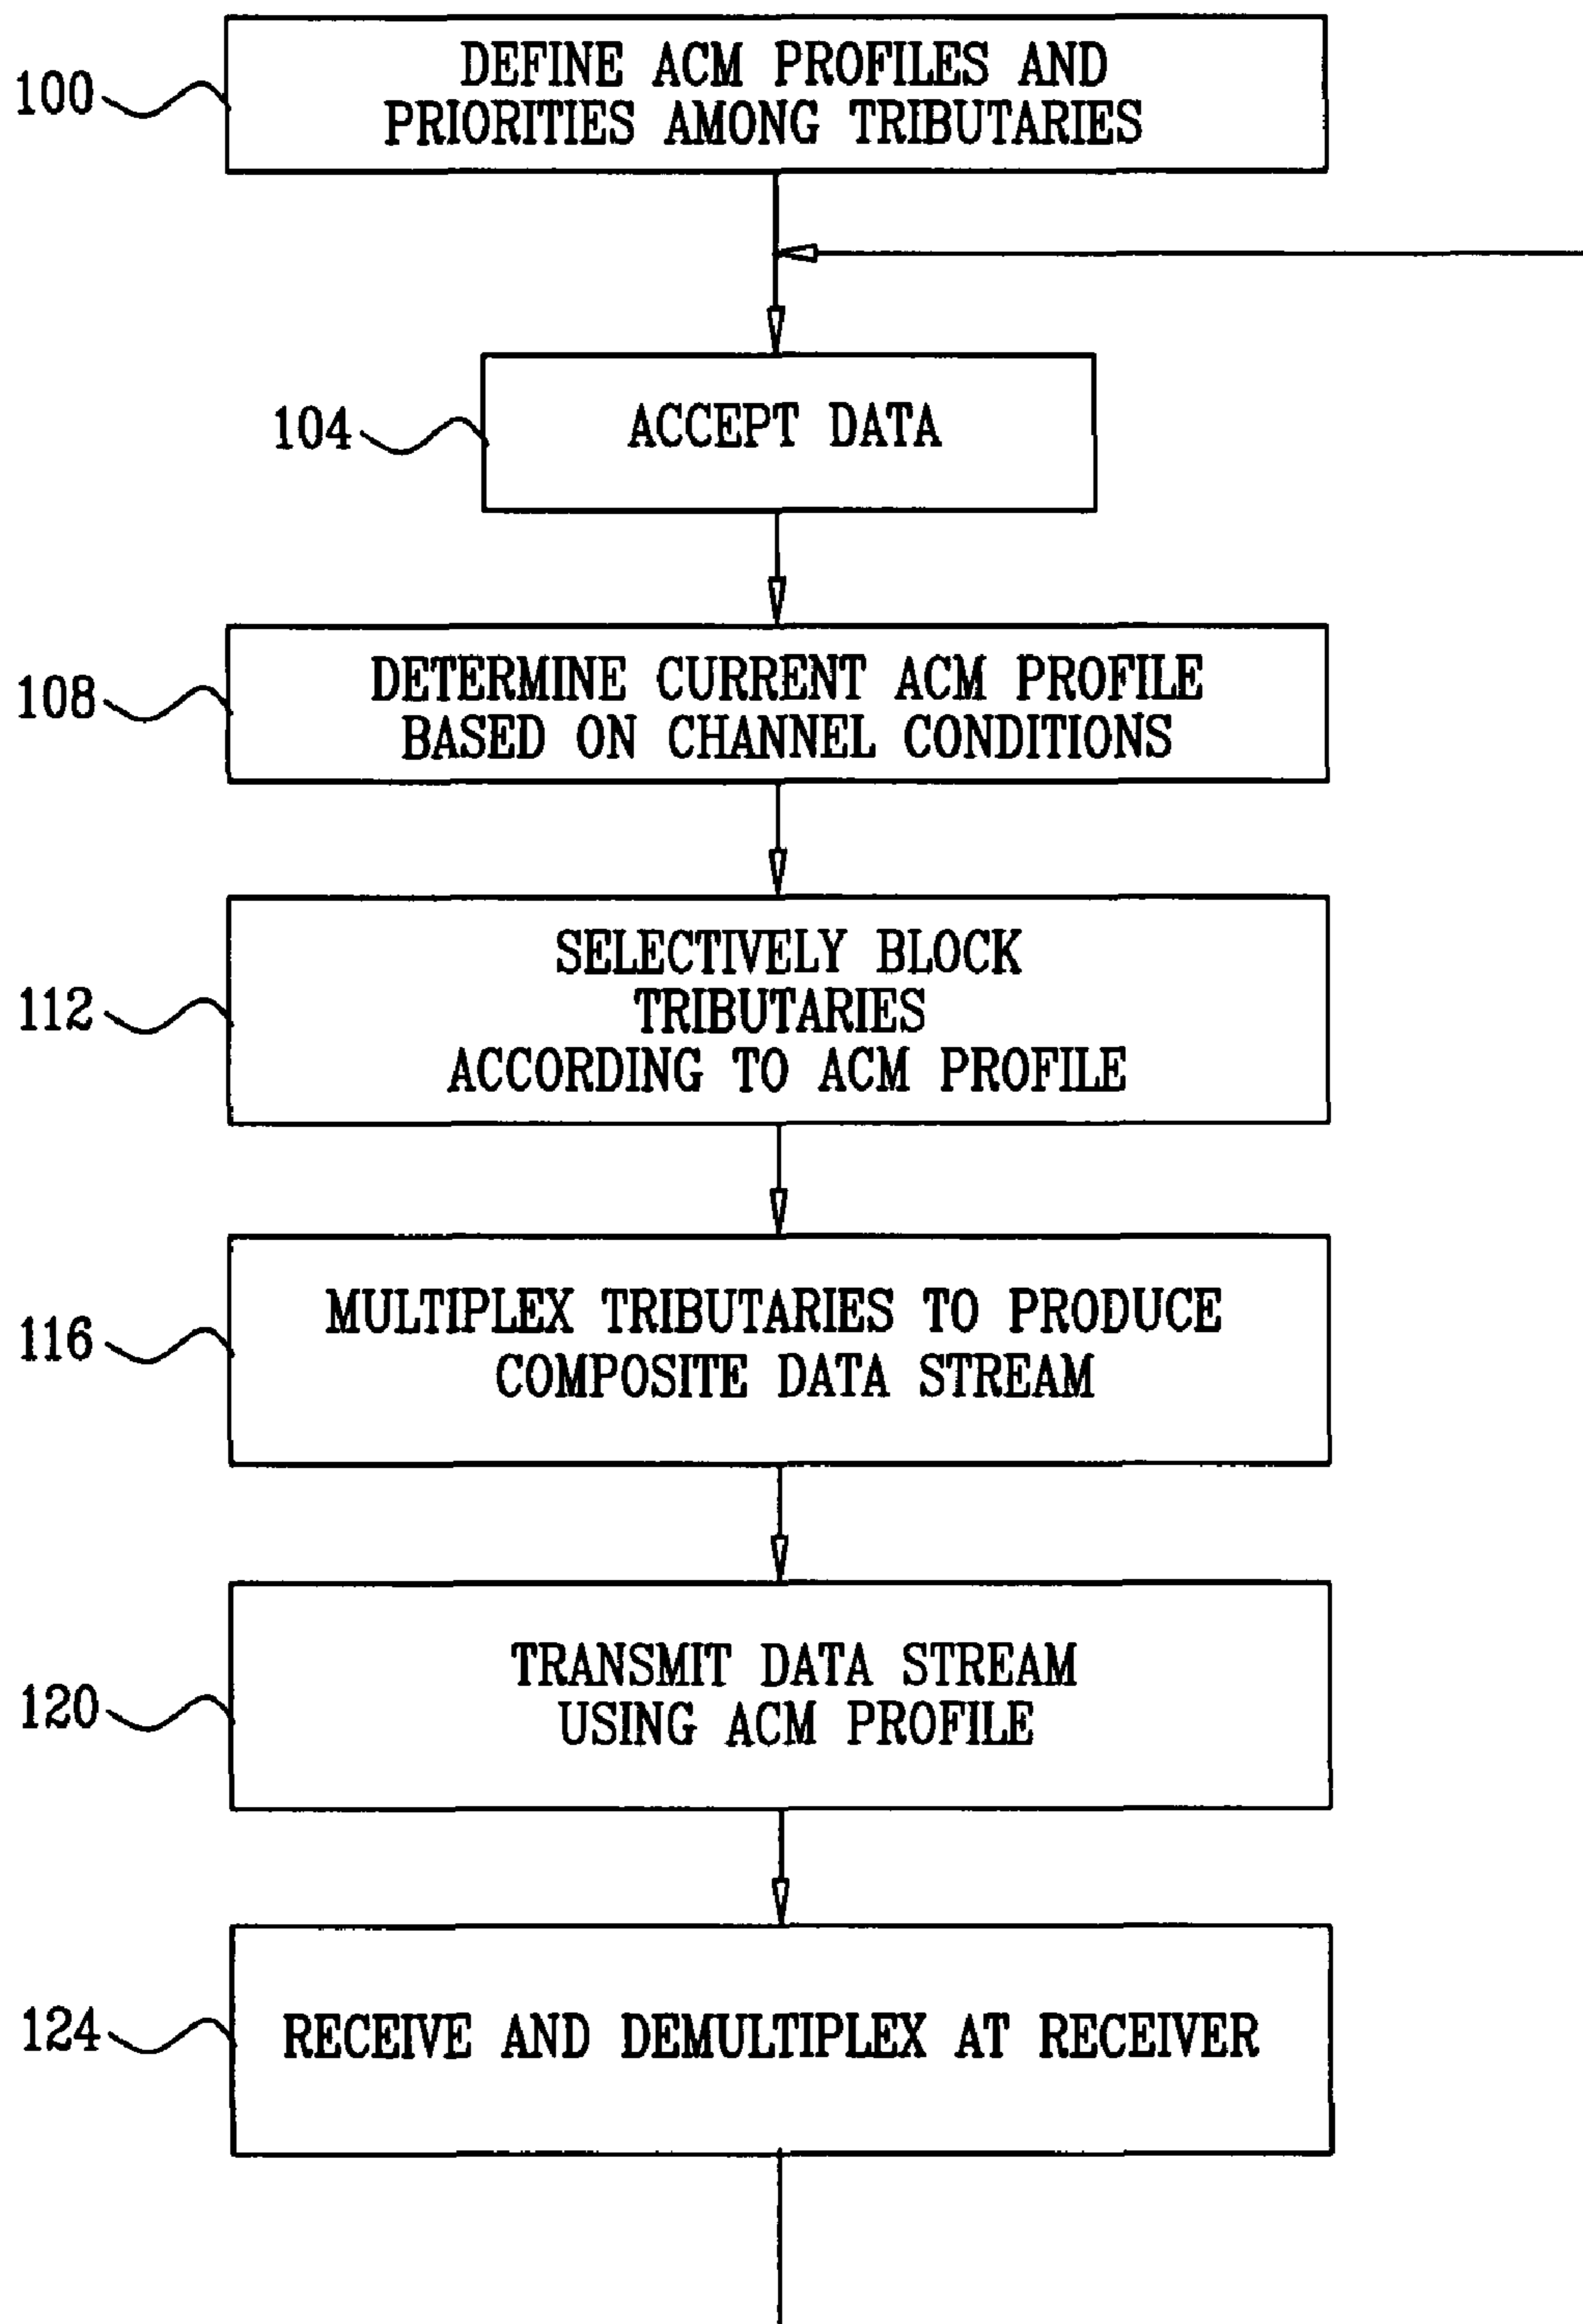 DEFINE ACM PROFILES AND
PRIORITIES AMONG TRIBUTARIES
100
ACCEPT DATA
104
DETERMINE CURRENT ACM PROFILE
BASED ON CHANNEL CONDITIONS
108
SELECTIVELY BLOCK
TRIBUTARIES
ACCORDING TO ACM PROFILE
112
MULTIPLEX TRIBUTARIES TO PRODUCE
COMPOSITE DATA STREAM
116
TRANSMIT DATA STREAM
USING ACM PROFILE
120
RECEIVE AND DEMULTIPLEX AT RECEIVER
124